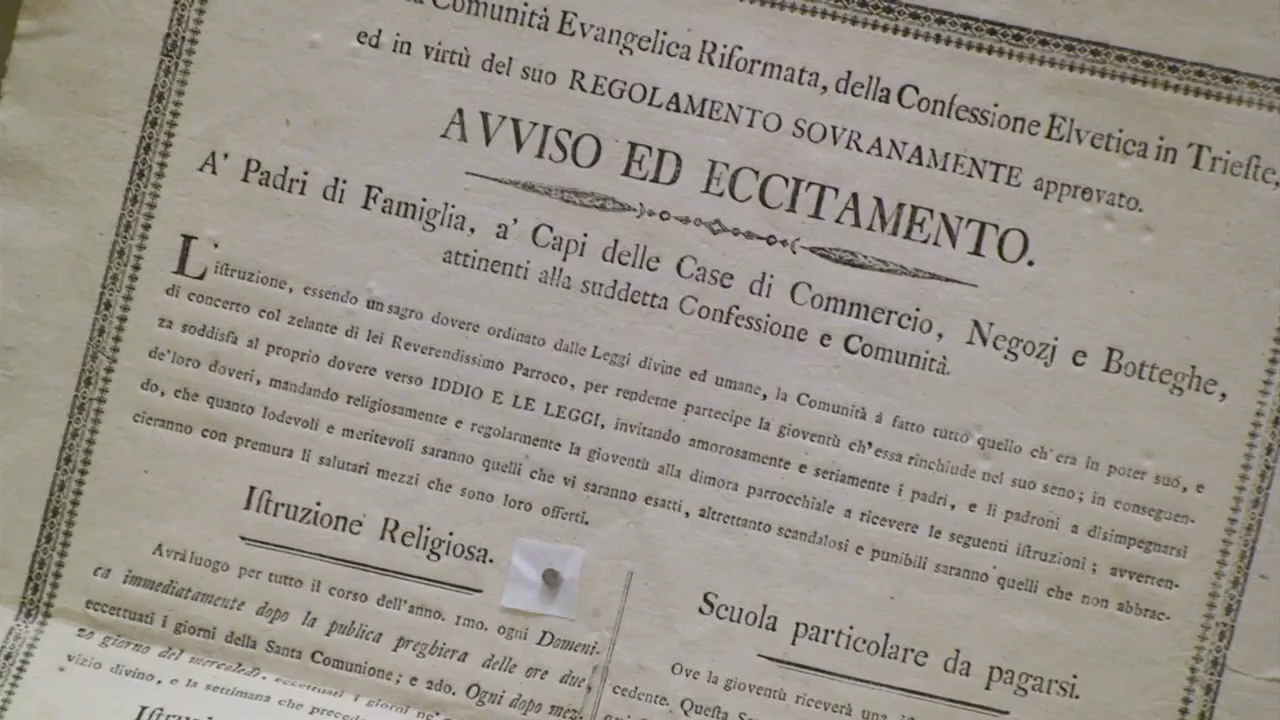 Comunità Evangelica Riformata, della Confessione Elvetica in Trieſte,
ed in virtù del suo REGOLAMENTO SOVRANAMENTE approvato.
AVVISO ED ECCITAMENTO.
A' Padri di Famiglia, a' Capi delle Case di Commercio, Negozj e Botteghe,
attinenti alla suddetta Confessione e Comunità.
L'iſtruzione, essendo un sagro dovere ordinato dalle Leggi divine ed umane, la Comunità á fatto tutto quello ch'era in poter suo, e
di concerto col zelante di lei Reverendissimo Parroco, per renderne partecipe la gioventù ch'essa rinchiude nel suo seno; in conseguen-
za soddisfa al proprio dovere verso IDDIO E LE LEGGI, invitando amorosamente e seriamente i padri, e li padroni a disimpegnarsi
de'loro doveri, mandando religiosamente e regolarmente la gioventù alla dimora parrocchiale a ricevere le seguenti iſtruzioni; avverten-
do, che quanto lodevoli e meritevoli saranno quelli che vi saranno esatti, altrettanto scandalosi e punibili saranno quelli che non abbrac-
cieranno con premura li salutari mezzi che sono loro offerti.
Iſtruzione Religiosa.
Avrà luogo per tutto il corso dell'anno. 1mo. ogni Domeni-
ca immediatamente dopo la publica preghiera delle ore due,
eccettuati i giorni della Santa Comunione; e 2do. Ogni dopo mez-
zo giorno del mercoledì, eccettuati i giorni ne'
vizio divino, e la settimana che precede
Scuola particolare da pagarsi.
Ove la gioventù riceverà una
cedente. Queſta